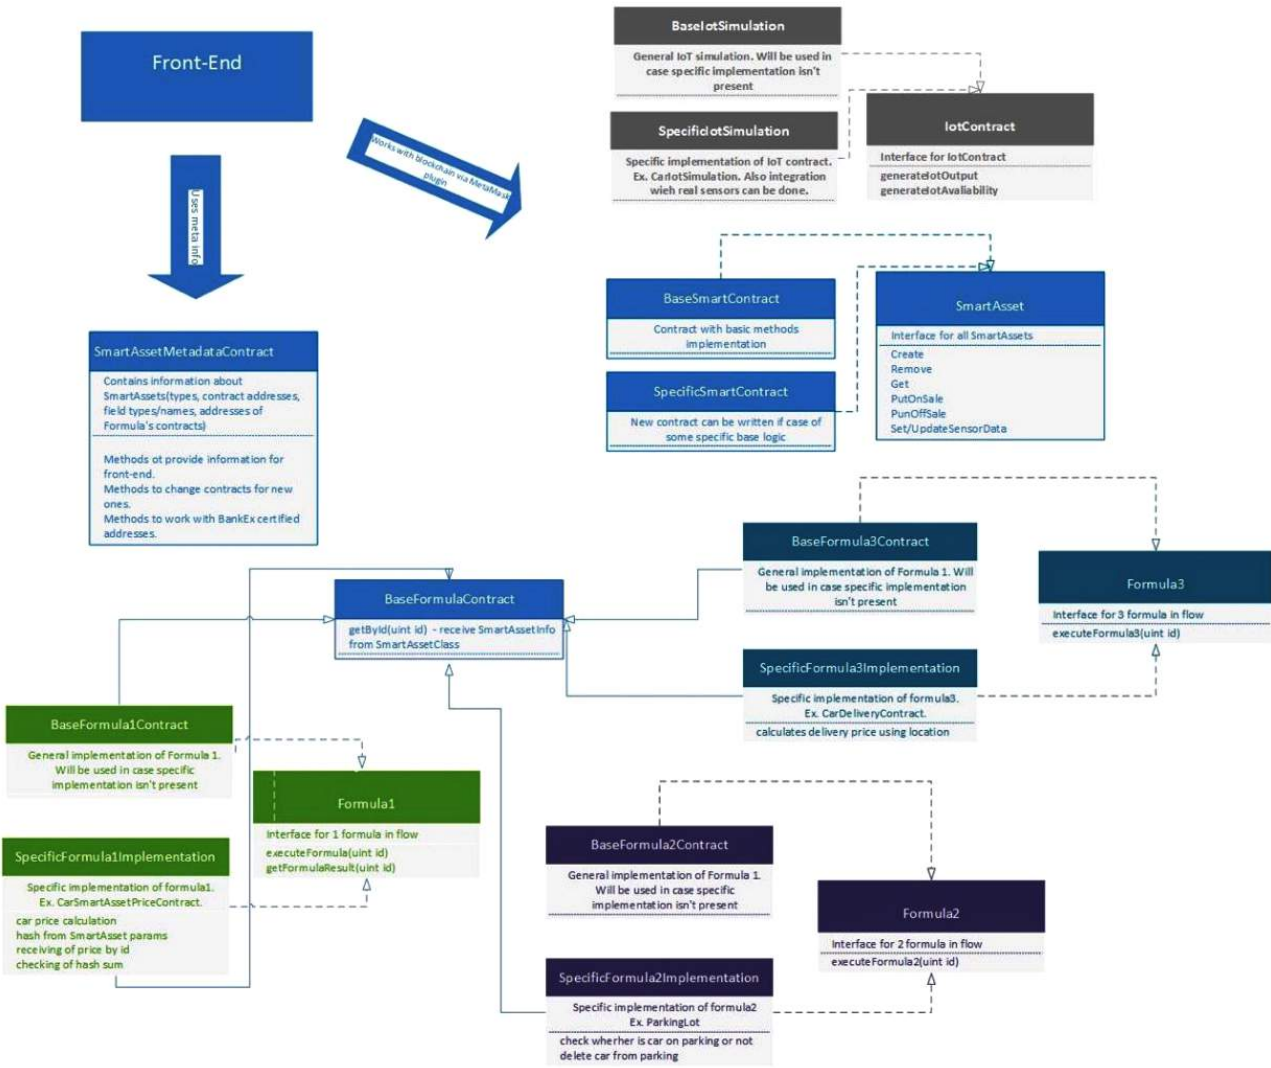 Front-End
Uses meta info
Works with blockchain via MetaMask
plugin
BaseIotSimulation
General IoT simulation. Will be used in
case specific implementation isn't
present
SpecificIotSimulation
Specific implementation of IoT contract.
Ex. CarIotSimulation. Also integration
wieh real sensors can be done.
IotContract
Interface for IotContract
generateIotOutput
generateIotAvaliability
BaseSmartContract
Contract with basic methods
implementation
SpecificSmartContract
New contract can be written if case of
some specific base logic
SmartAsset
Interface for all SmartAssets
Create
Remove
Get
PutOnSale
PunOffSale
Set/UpdateSensorData
SmartAssetMetadataContract
Contains information about
SmartAssets(types, contract addresses,
field types/names, addresses of
Formula's contracts)
Methods ot provide information for
front-end.
Methods to change contracts for new
ones.
Methods to work with BankEx certified
addresses.
BaseFormulaContract
getById(uint id) - receive SmartAssetInfo
from SmartAssetClass
BaseFormula3Contract
General implementation of Formula 1. Will
be used in case specific implementation
isn't present
Formula3
Interface for 3 formula in flow
executeFormula3(uint id)
SpecificFormula3Implementation
Specific implementation of formula3.
Ex. CarDeliveryContract.
calculates delivery price using location
BaseFormula1Contract
General implementation of Formula 1.
Will be used in case specific
implementation isn't present
Formula1
Interface for 1 formula in flow
executeFormula(uint id)
getFormulaResult(uint id)
SpecificFormula1Implementation
Specific implementation of formula1.
Ex. CarSmartAssetPriceContract.
car price calculation
hash from SmartAsset params
receiving of price by id
checking of hash sum
BaseFormula2Contract
General implementation of Formula 1.
Will be used in case specific
implementation isn't present
Formula2
Interface for 2 formula in flow
executeFormula2(uint id)
SpecificFormula2Implementation
Specific implementation of formula2
Ex. ParkingLot
check wherher is car on parking or not
delete car from parking